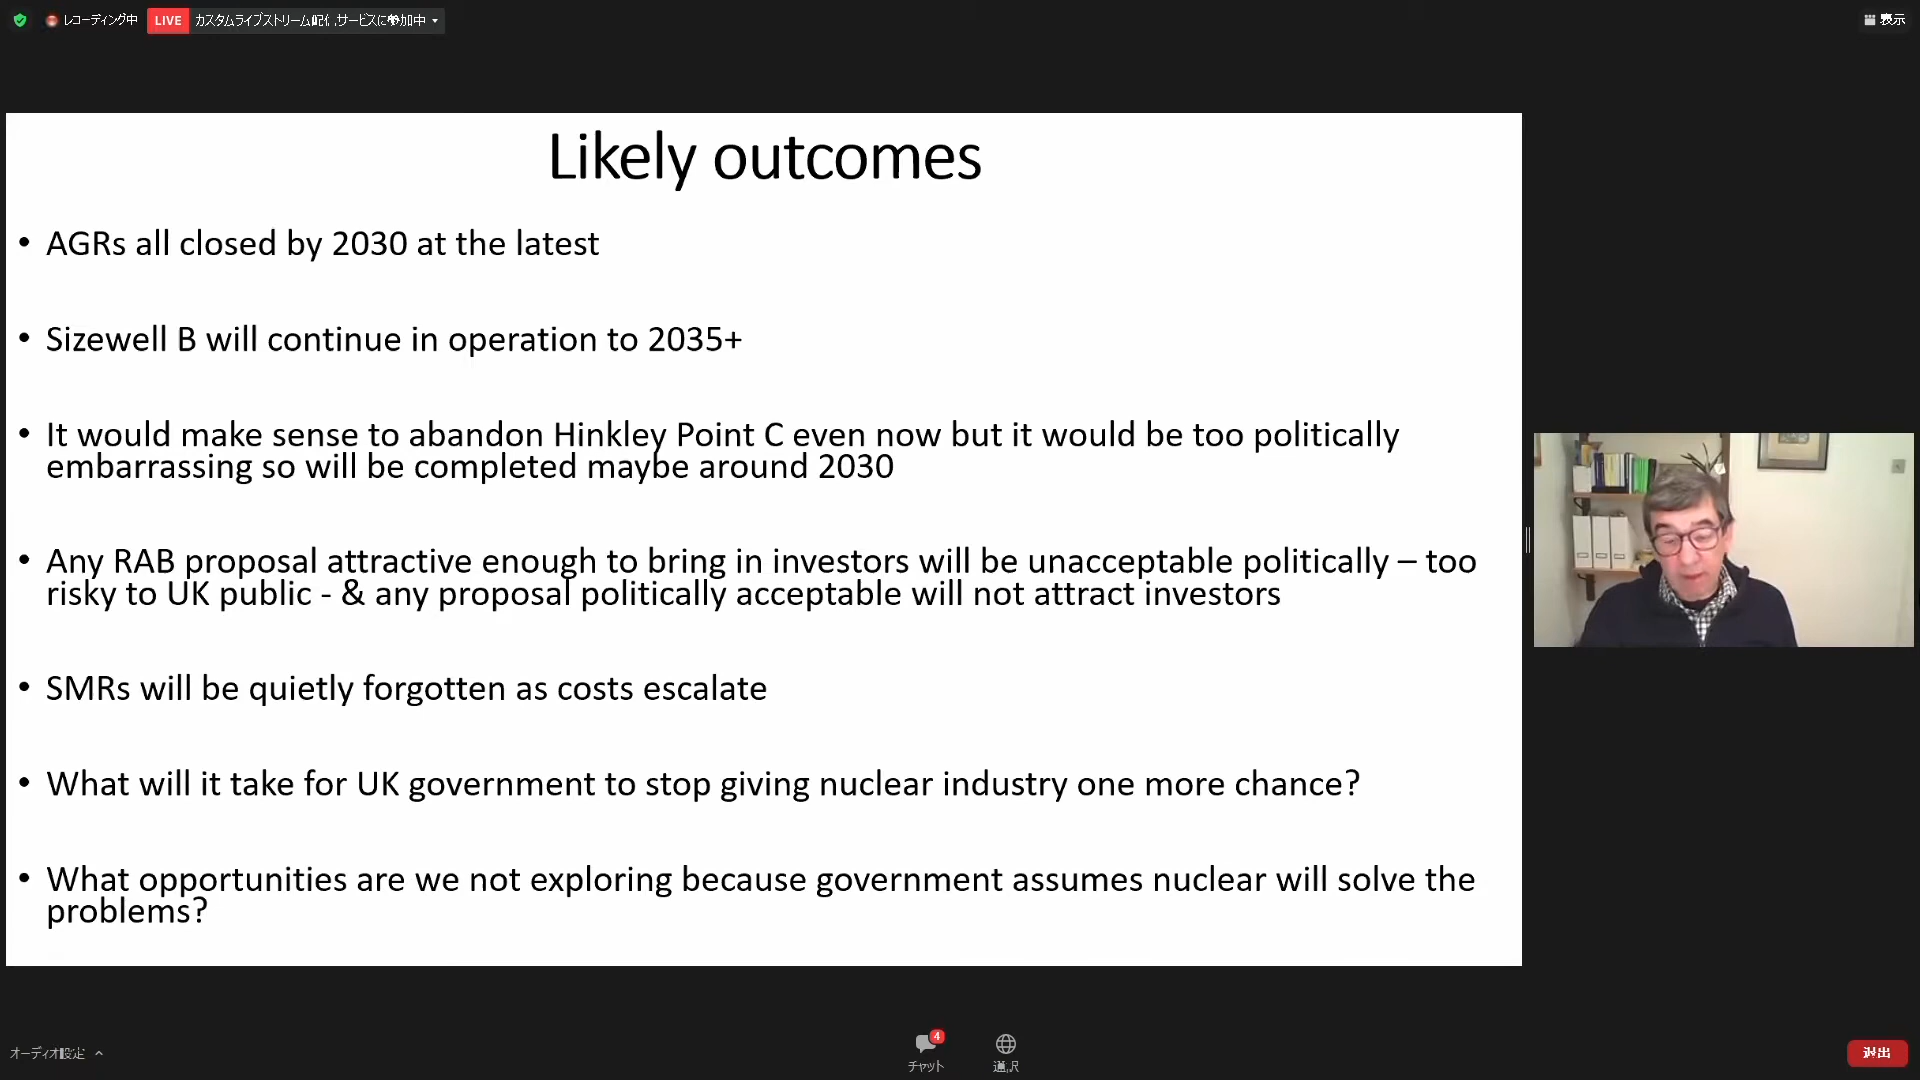 レコーディング中
LIVE
カスタムライブストリーム配信サービスに参加中
表示
Likely outcomes
• AGRs all closed by 2030 at the latest
• Sizewell B will continue in operation to 2035+
• It would make sense to abandon Hinkley Point C even now but it would be too politically
embarrassing so will be completed maybe around 2030
• Any RAB proposal attractive enough to bring in investors will be unacceptable politically – too
risky to UK public - & any proposal politically acceptable will not attract investors
• SMRs will be quietly forgotten as costs escalate
• What will it take for UK government to stop giving nuclear industry one more chance?
• What opportunities are we not exploring because government assumes nuclear will solve the
problems?
オーディオ設定
4
チャット
通訳
退出